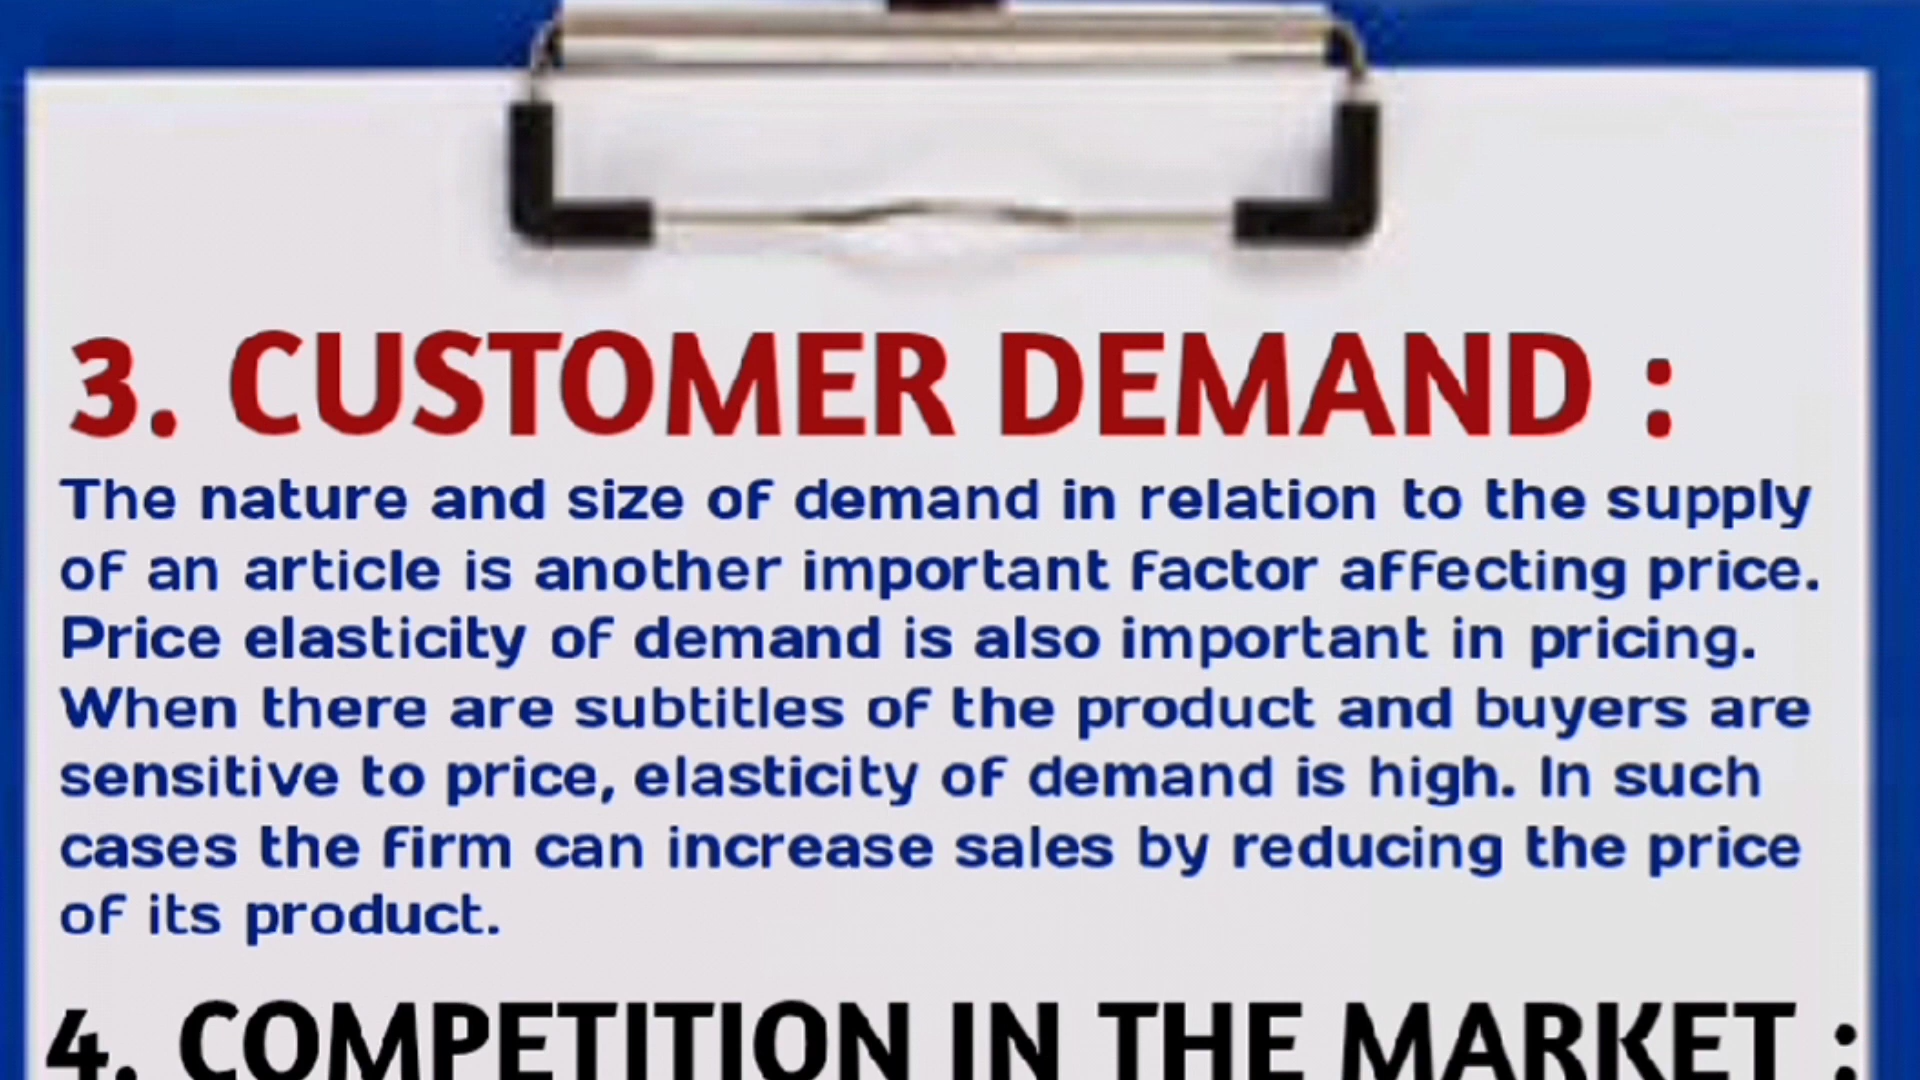 3. CUSTOMER DEMAND :
The nature and size of demand in relation to the supply
of an article is another important factor affecting price.
Price elasticity of demand is also important in pricing.
When there are subtitles of the product and buyers are
sensitive to price, elasticity of demand is high. In such
cases the firm can increase sales by reducing the price
of its product.
4. COMPETITION IN THE MARKET :